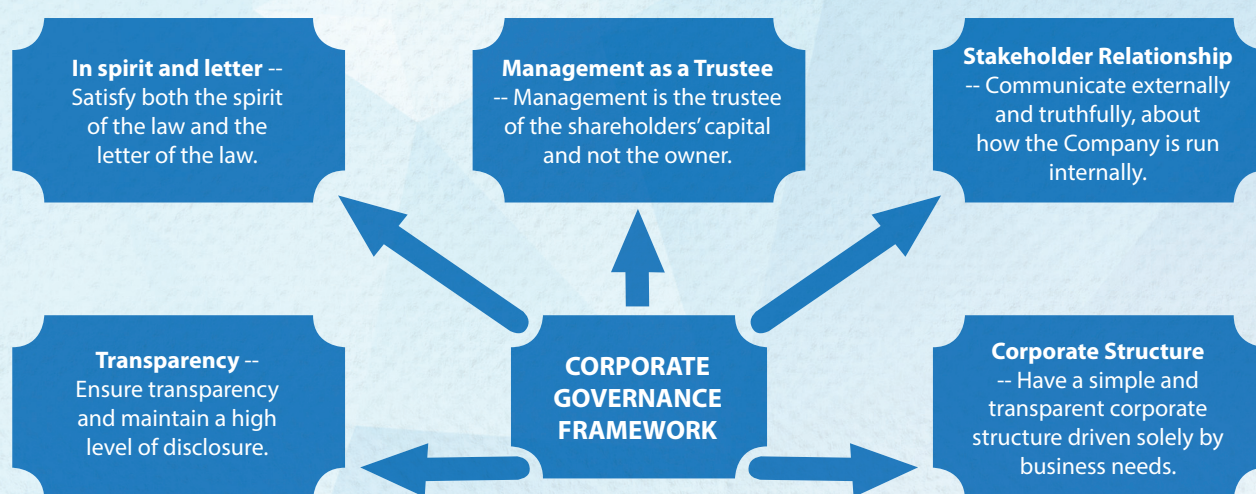 In spirit and letter --
Satisfy both the spirit
of the law and the
letter of the law.
Management as a Trustee
-- Management is the trustee
of the shareholders’ capital
and not the owner.
Stakeholder Relationship
-- Communicate externally
and truthfully, about
how the Company is run
internally.
Transparency --
Ensure transparency
and maintain a high
level of disclosure.
CORPORATE
GOVERNANCE
FRAMEWORK
Corporate Structure
-- Have a simple and
transparent corporate
structure driven solely by
business needs.